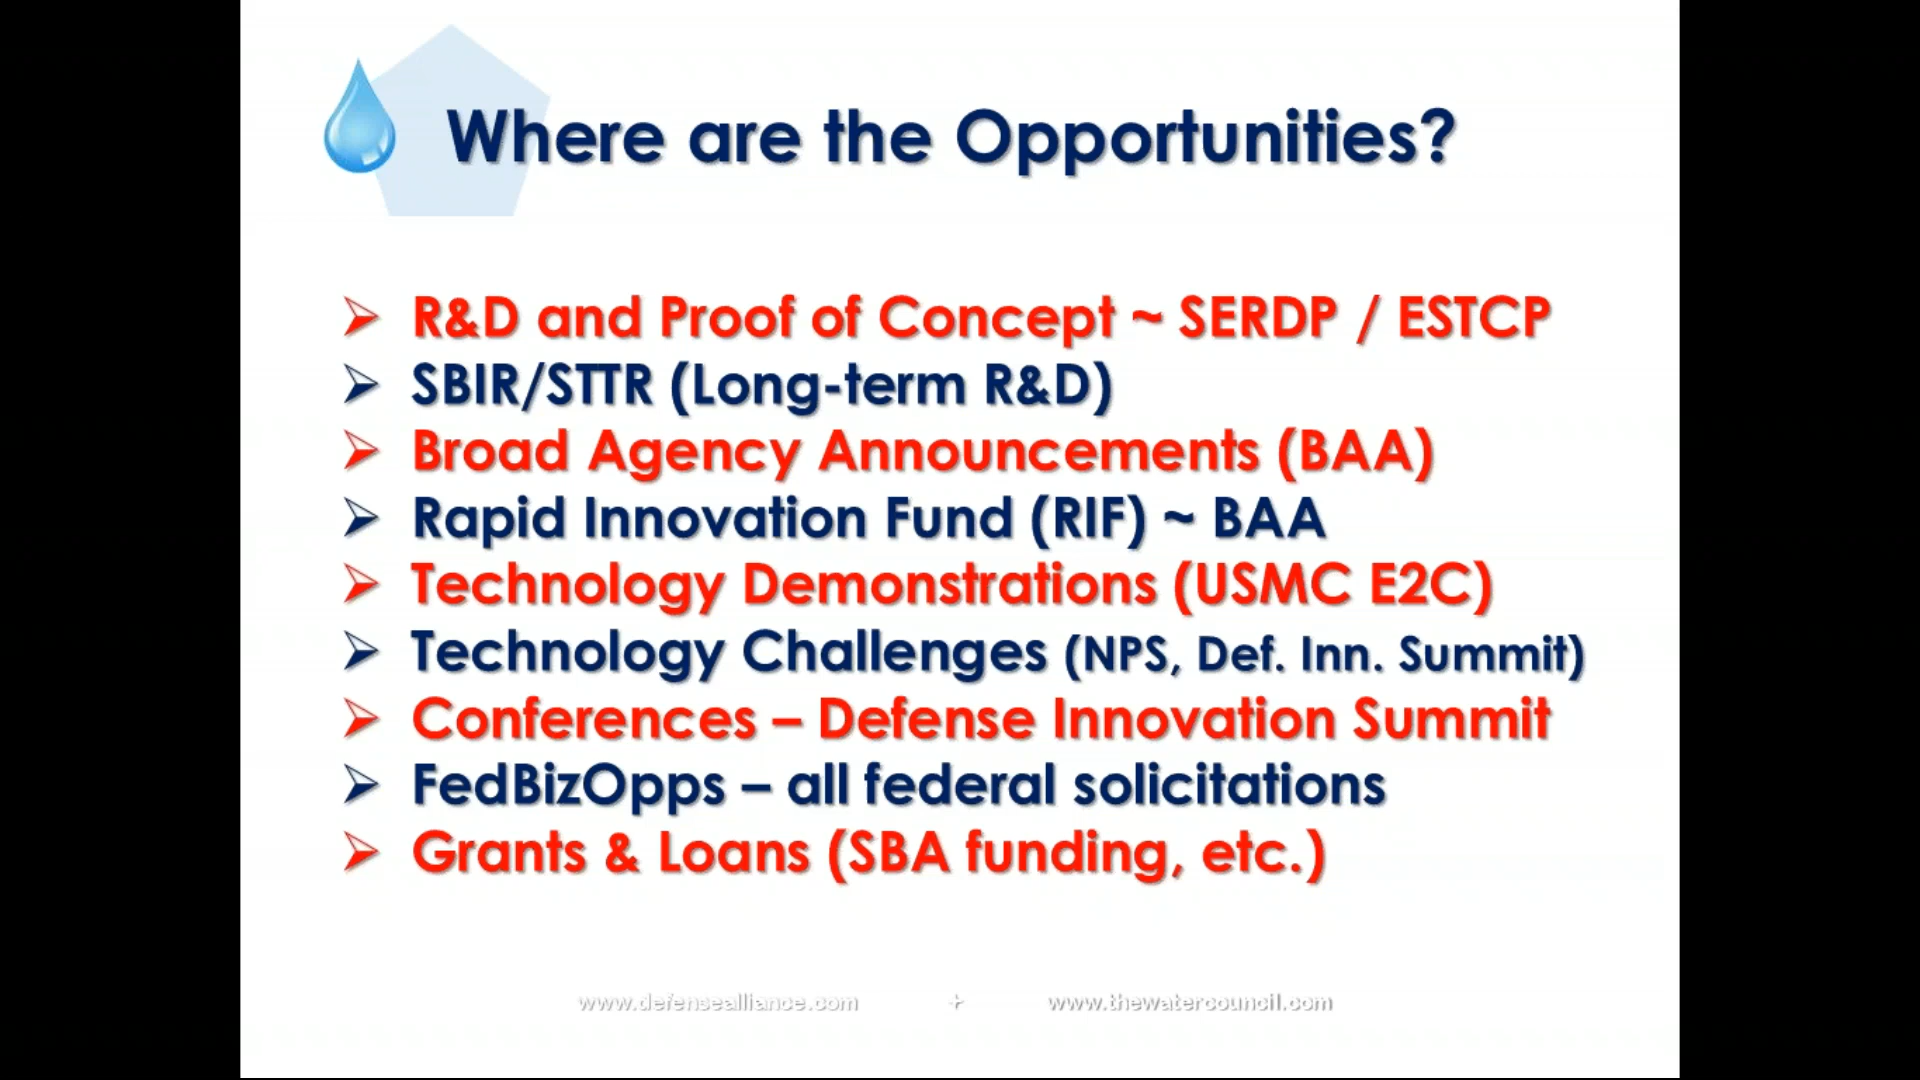 Where are the Opportunities?
R&D and Proof of Concept ~ SERDP / ESTCP
SBIR/STTR (Long-term R&D)
Broad Agency Announcements (BAA)
Rapid Innovation Fund (RIF) ~ BAA
Technology Demonstrations (USMC E2C)
Technology Challenges (NPS, Def. Inn. Summit)
Conferences – Defense Innovation Summit
FedBizOpps – all federal solicitations
Grants & Loans (SBA funding, etc.)
www.defensealliance.com + www.thewatercouncil.com